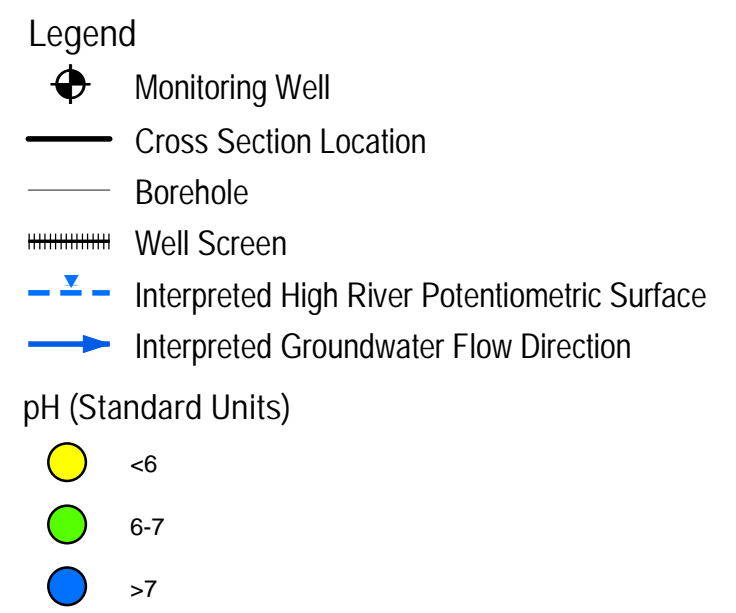 Legend
Monitoring Well
Cross Section Location
Borehole
Well Screen
Interpreted High River Potentiometric Surface
Interpreted Groundwater Flow Direction
pH (Standard Units)
<6
6-7
>7